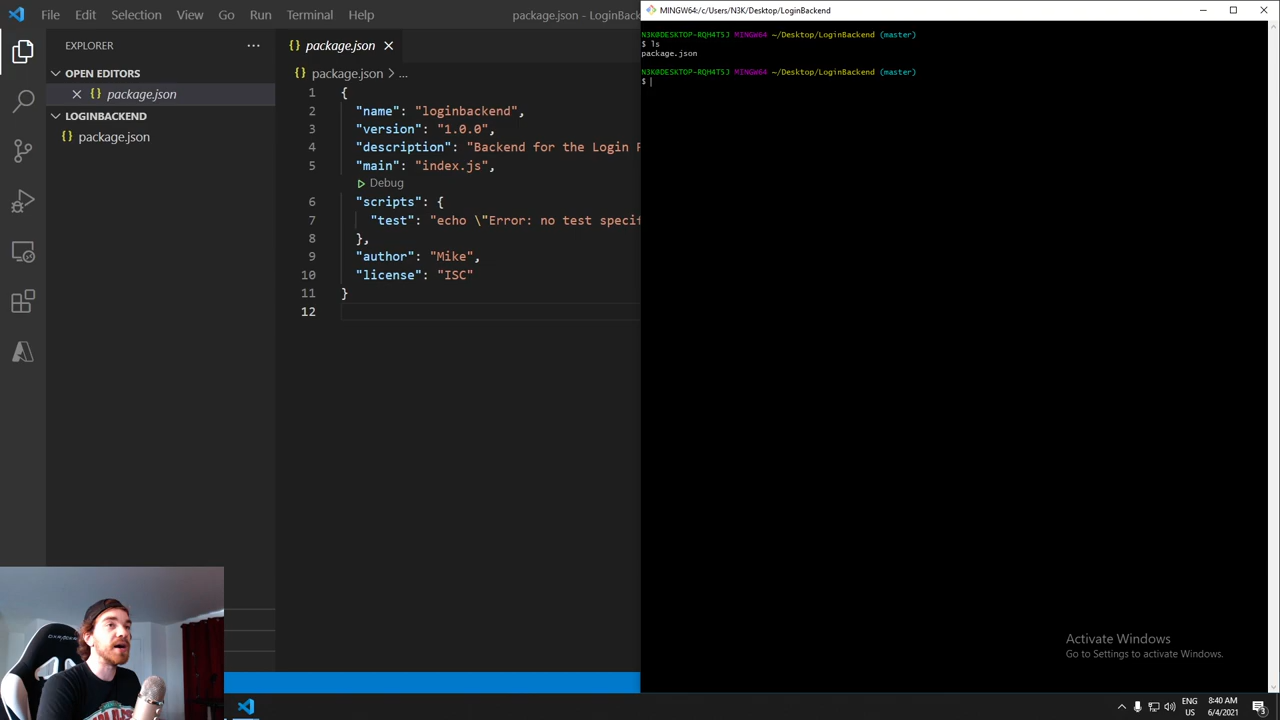 File Edit Selection View Go Run Terminal Help package.json - LoginBac
EXPLORER
OPEN EDITORS
package.json
LOGINBACKEND
package.json
package.json
package.json > ...
1 {
2 "name": "loginbackend",
3 "version": "1.0.0",
4 "description": "Backend for the Login
5 "main": "index.js",
Debug
6 "scripts": {
7 "test": "echo \"Error: no test specif
8 },
9 "author": "Mike",
10 "license": "ISC"
11 }
12
MINGW64:/c/Users/N3K/Desktop/LoginBackend
N3K@DESKTOP-RQH4T5J MINGW64 ~/Desktop/LoginBackend (master)
$ ls
package.json
N3K@DESKTOP-RQH4T5J MINGW64 ~/Desktop/LoginBackend (master)
$
Activate Windows
Go to Settings to activate Windows.
ENG
US
8:40 AM
6/4/2021
3